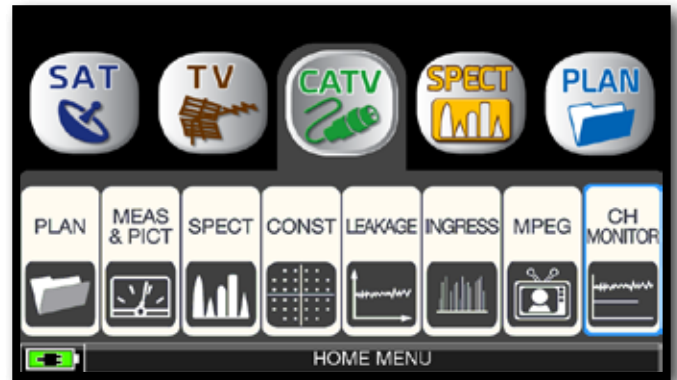 SAT
TV
CATV
SPECT
PLAN
PLAN
MEAS
& PICT
SPECT
CONST
LEAKAGE
INGRESS
MPEG
CH
MONITOR
HOME MENU